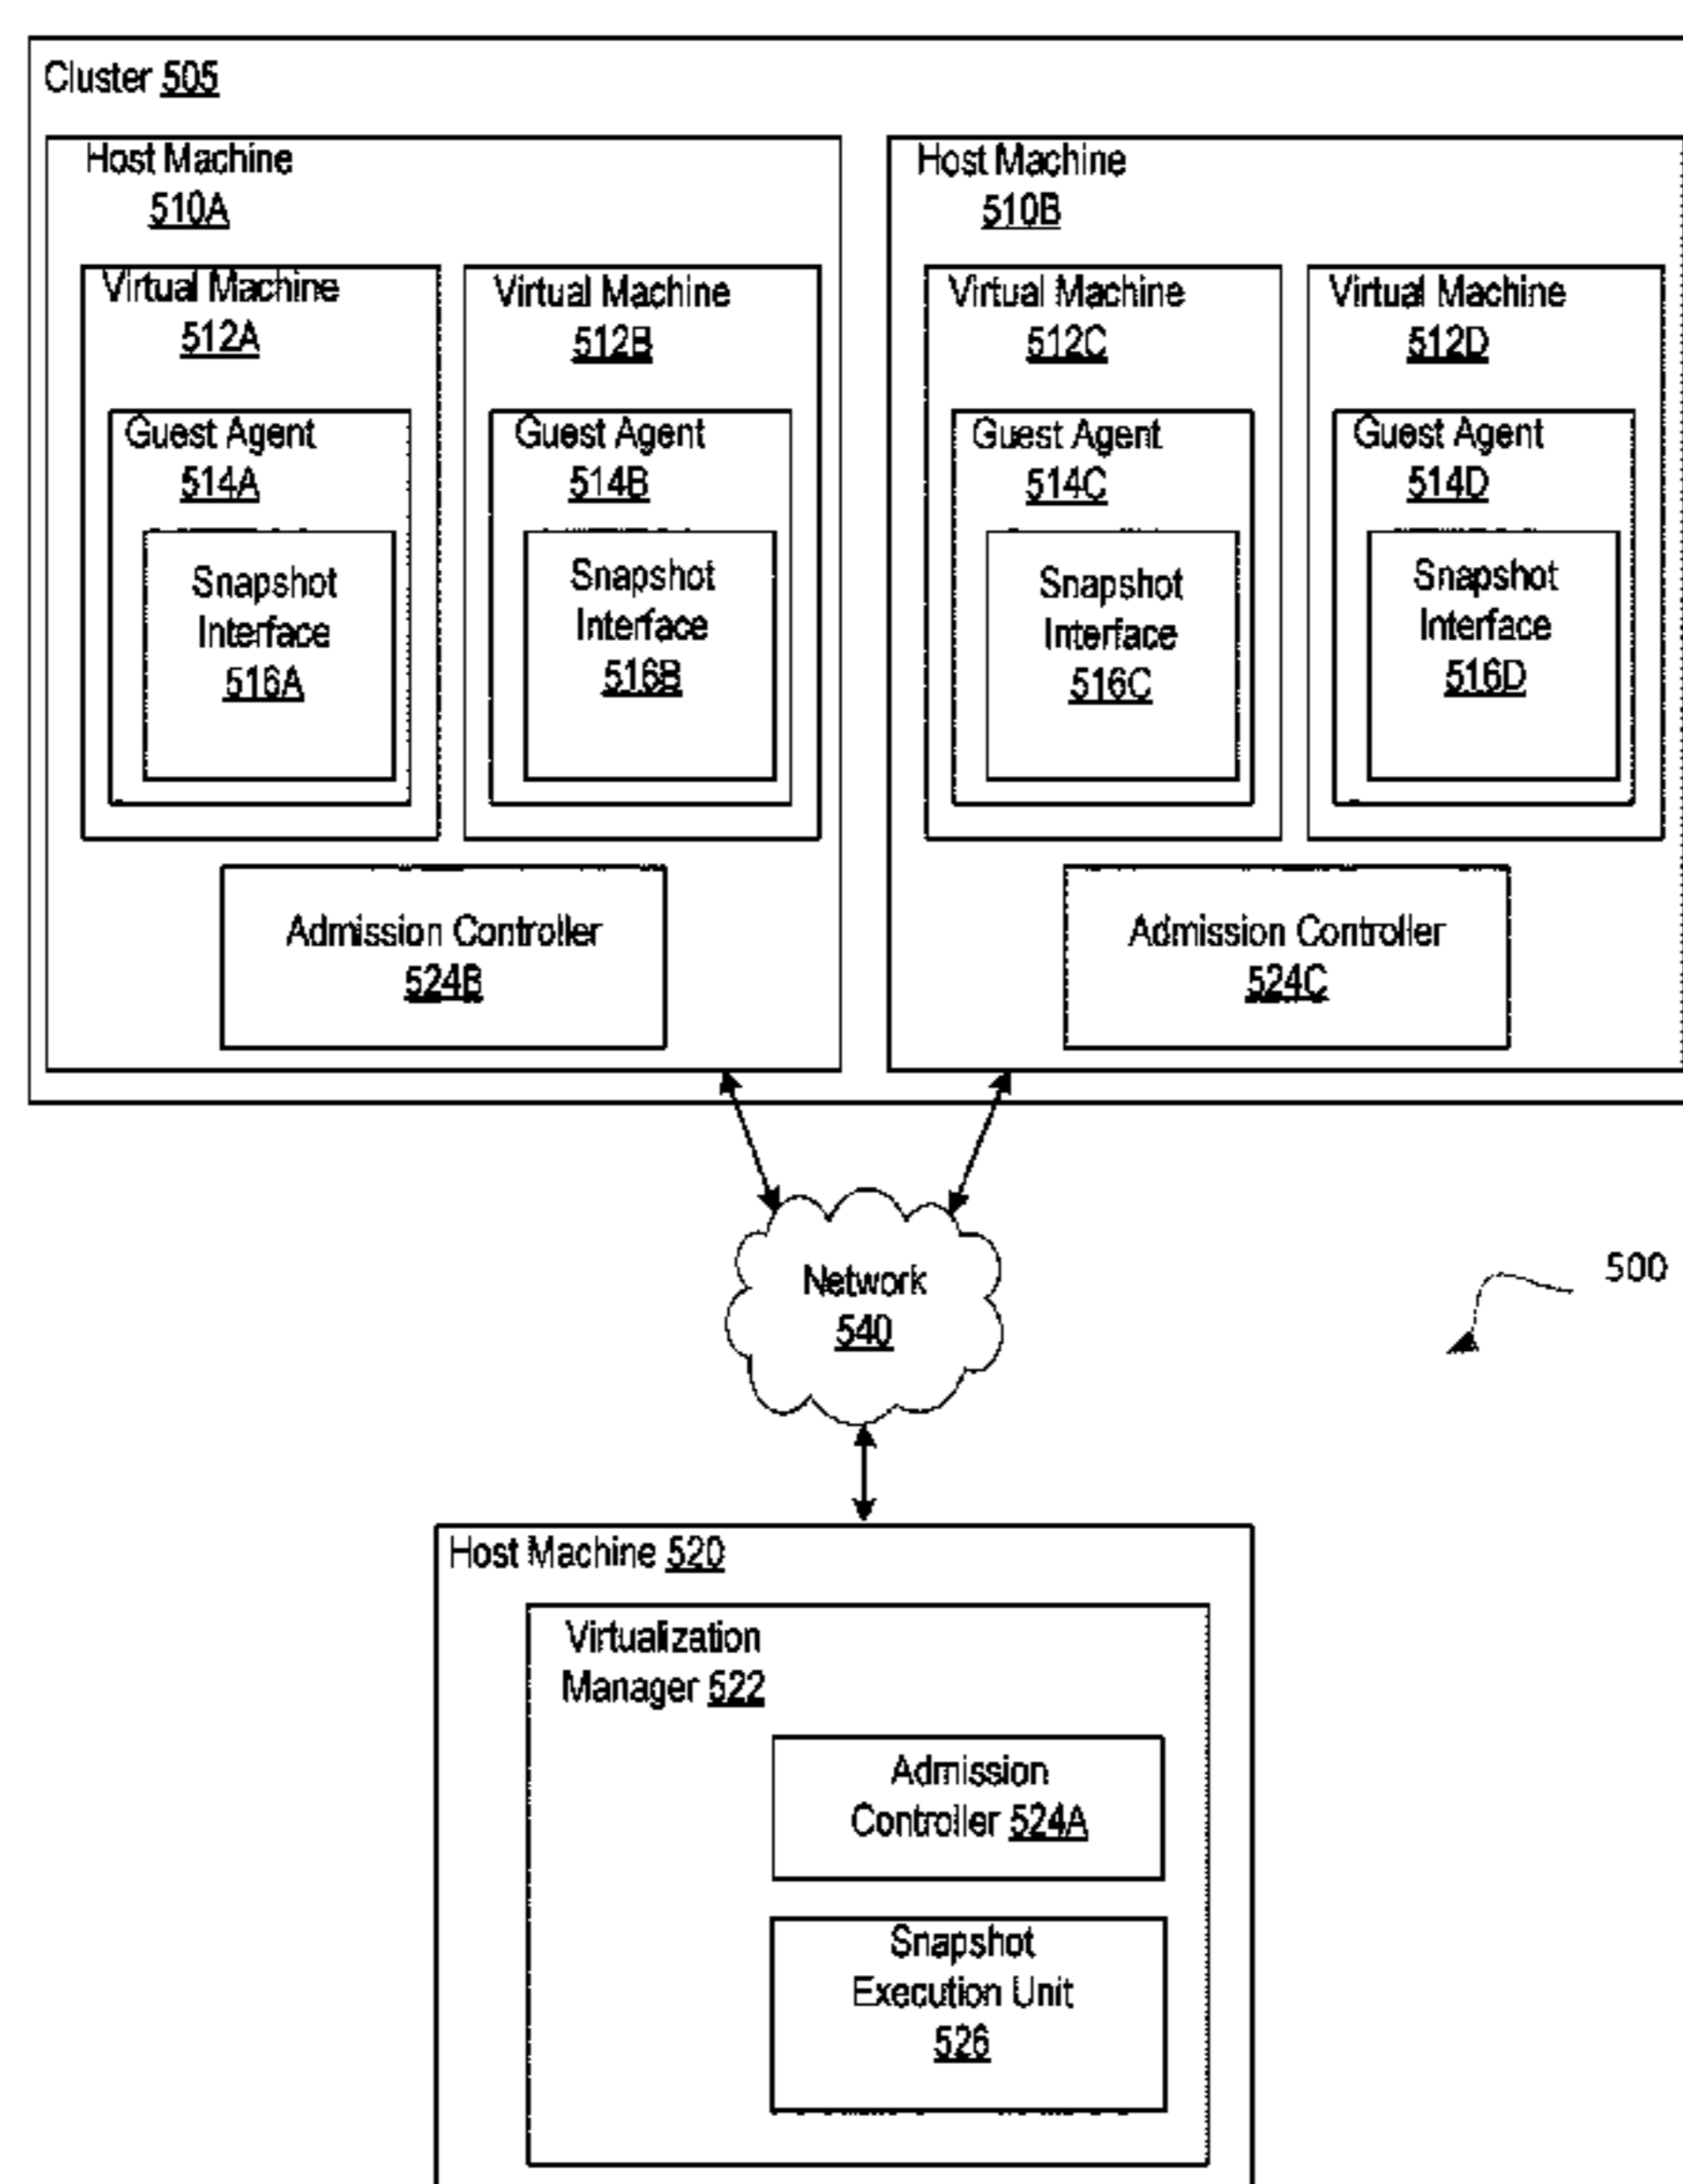 Cluster 505
Host Machine
510A
Virtual Machine
512A
Guest Agent
514A
Snapshot
Interface
516A
Virtual Machine
512B
Guest Agent
514B
Snapshot
Interface
516B
Admission Controller
524B
Host Machine
510B
Virtual Machine
512C
Guest Agent
514C
Snapshot
Interface
516C
Virtual Machine
512D
Guest Agent
514D
Snapshot
Interface
516D
Admission Controller
524C
Network
540
500
Host Machine 520
Virtualization
Manager 522
Admission
Controller 524A
Snapshot
Execution Unit
526